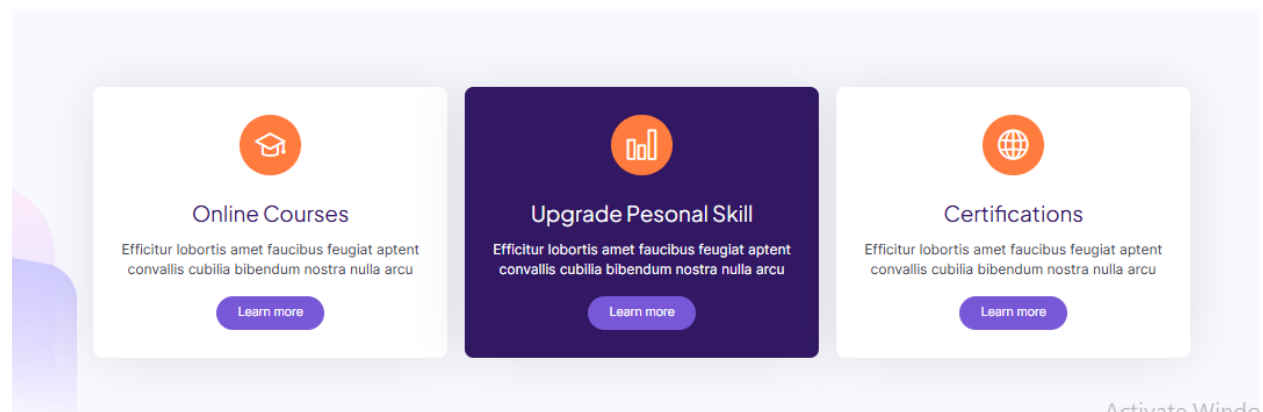 Online Courses
Efficitur lobortis amet faucibus feugiat aptent
convallis cubilia bibendum nostra nulla arcu
Learn more
Upgrade Pesonal Skill
Efficitur lobortis amet faucibus feugiat aptent
convallis cubilia bibendum nostra nulla arcu
Learn more
Certifications
Efficitur lobortis amet faucibus feugiat aptent
convallis cubilia bibendum nostra nulla arcu
Learn more
Activate Windo